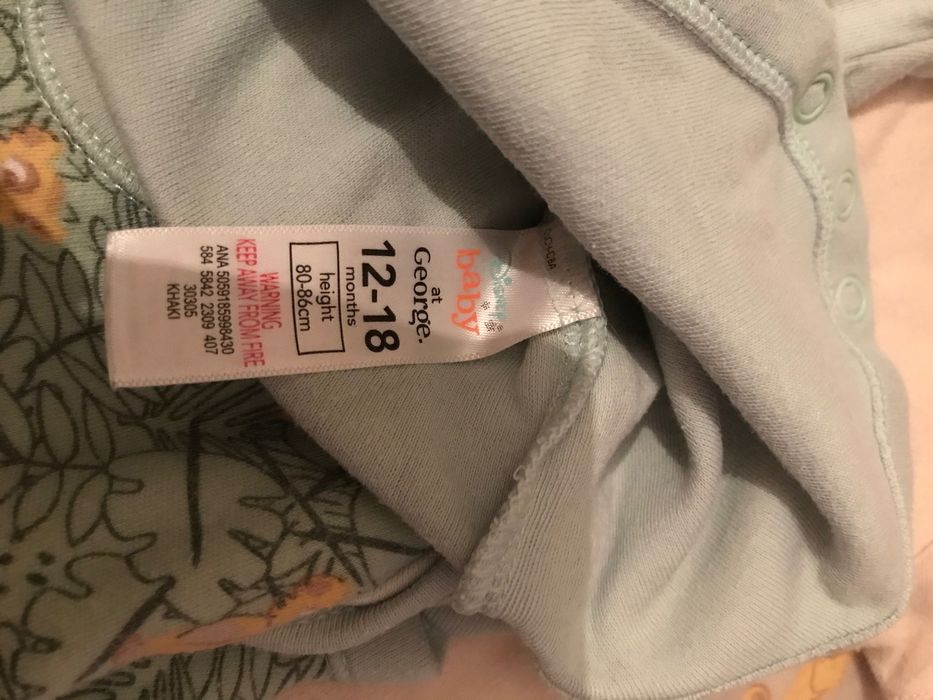 Disney
baby
at
George.
12-18
months
height
80-86cm
WARNING
KEEP AWAY FROM FIRE
ANA 5059185998430
584 5842 2309 407
30305
KHAKI